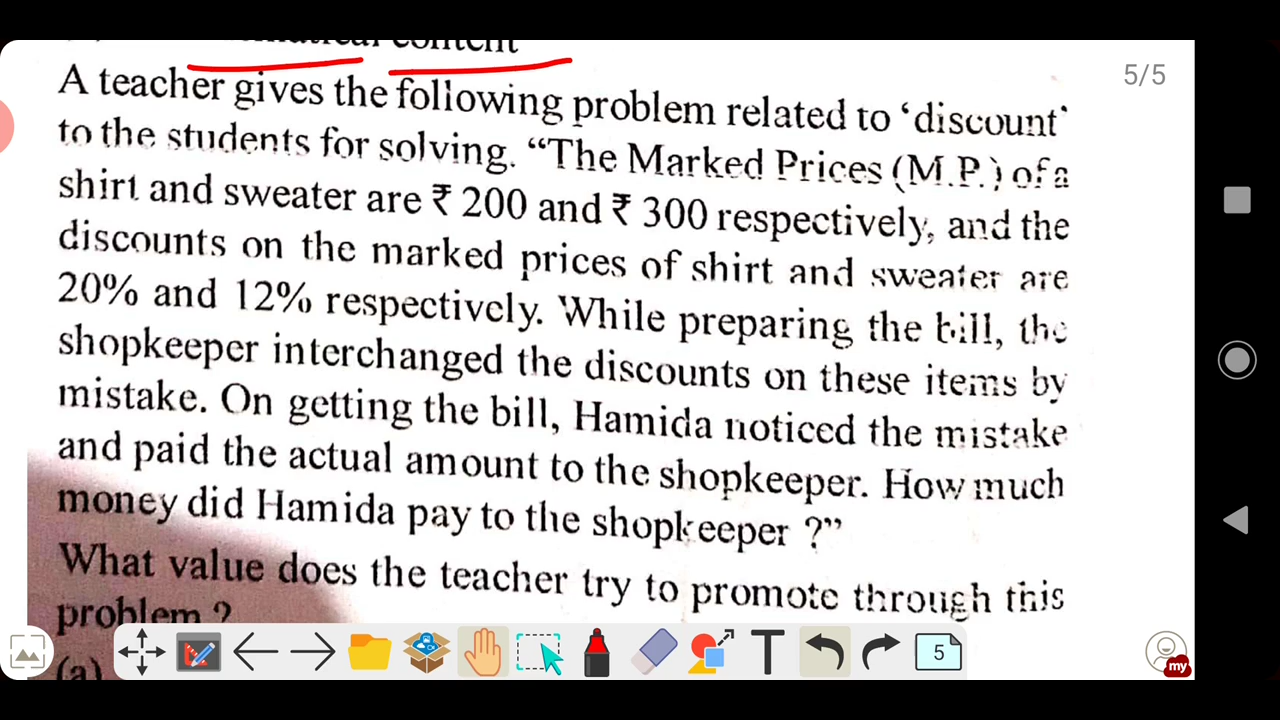 content
5/5
A teacher gives the following problem related to ‘discount’
to the students for solving. “The Marked Prices (M.P.) of a
shirt and sweater are ₹ 200 and ₹ 300 respectively, and the
discounts on the marked prices of shirt and sweater are
20% and 12% respectively. While preparing the bill, the
shopkeeper interchanged the discounts on these items by
mistake. On getting the bill, Hamida noticed the mistake
and paid the actual amount to the shopkeeper. How much
money did Hamida pay to the shopkeeper ?”
What value does the teacher try to promote through this
problem ?
(a)
T
5
my